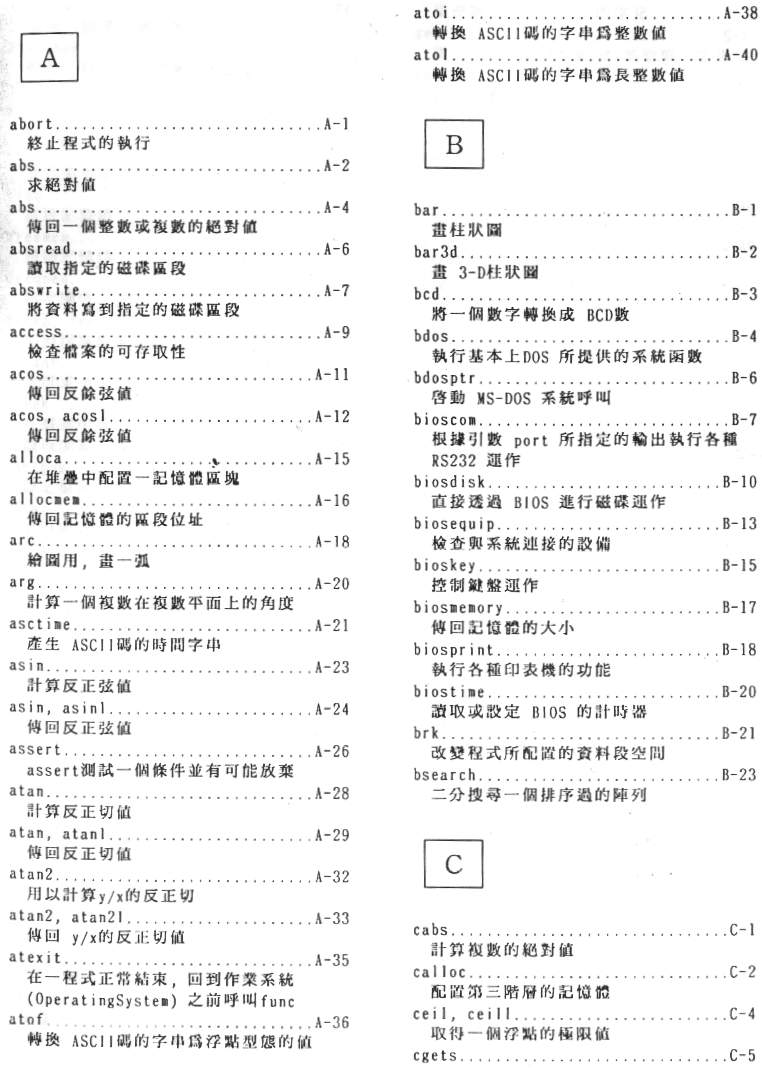 A
abort.............................A-1
終止程式的執行
abs...............................A-2
求絕對值
abs...............................A-4
傳回一個整數或複數的絕對值
absread...........................A-6
讀取指定的磁碟區段
abswrite..........................A-7
將資料寫到指定的磁碟區段
access............................A-9
檢查檔案的可存取性
acos..............................A-11
傳回反餘弦值
acos, acosl.......................A-12
傳回反餘弦值
alloca............................A-15
在堆疊中配置一記憶體區塊
allocmem..........................A-16
傳回記憶體的區段位址
arc...............................A-18
繪圖用, 畫一弧
arg...............................A-20
計算一個複數在複數平面上的角度
asctime...........................A-21
產生 ASCII碼的時間字串
asin..............................A-23
計算反正弦值
asin, asinl.......................A-24
傳回反正弦值
assert............................A-26
assert測試一個條件並有可能放棄
atan..............................A-28
計算反正切值
atan, atanl.......................A-29
傳回反正切值
atan2.............................A-32
用以計算y/x的反正切
atan2, atan2l.....................A-33
傳回 y/x的反正切值
atexit............................A-35
在一程式正常結束, 回到作業系統
(OperatingSystem) 之前呼叫func
atof..............................A-36
轉換 ASCII碼的字串爲浮點型態的值
atoi..............................A-38
轉換 ASCII碼的字串爲整數值
atol..............................A-40
轉換 ASCII碼的字串爲長整數值
B
bar...............................B-1
畫柱狀圖
bar3d.............................B-2
畫 3-D柱狀圖
bcd...............................B-3
將一個數字轉換成 BCD數
bdos..............................B-4
執行基本上DOS 所提供的系統函數
bdosptr...........................B-6
啓動 MS-DOS 系統呼叫
bioscom...........................B-7
根據引數 port 所指定的輸出執行各種
RS232 運作
biosdisk..........................B-10
直接透過 BIOS 進行磁碟運作
biosequip.........................B-13
檢查與系統連接的設備
bioskey...........................B-15
控制鍵盤運作
biosmemory........................B-17
傳回記憶體的大小
biosprint.........................B-18
執行各種印表機的功能
biostime..........................B-20
讀取或設定 BIOS 的計時器
brk...............................B-21
改變程式所配置的資料段空間
bsearch...........................B-23
二分搜尋一個排序過的陣列
C
cabs..............................C-1
計算複數的絕對值
calloc............................C-2
配置第三階層的記憶體
ceil, ceill.......................C-4
取得一個浮點的極限值
cgets.............................C-5